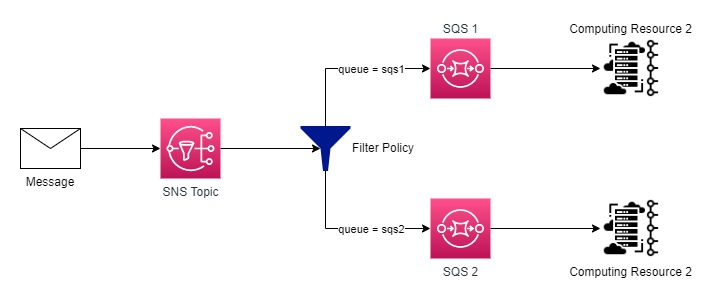 SQS 1
Computing Resource 2
queue = sqs1
Message
SNS Topic
Filter Policy
queue = sqs2
SQS 2
Computing Resource 2